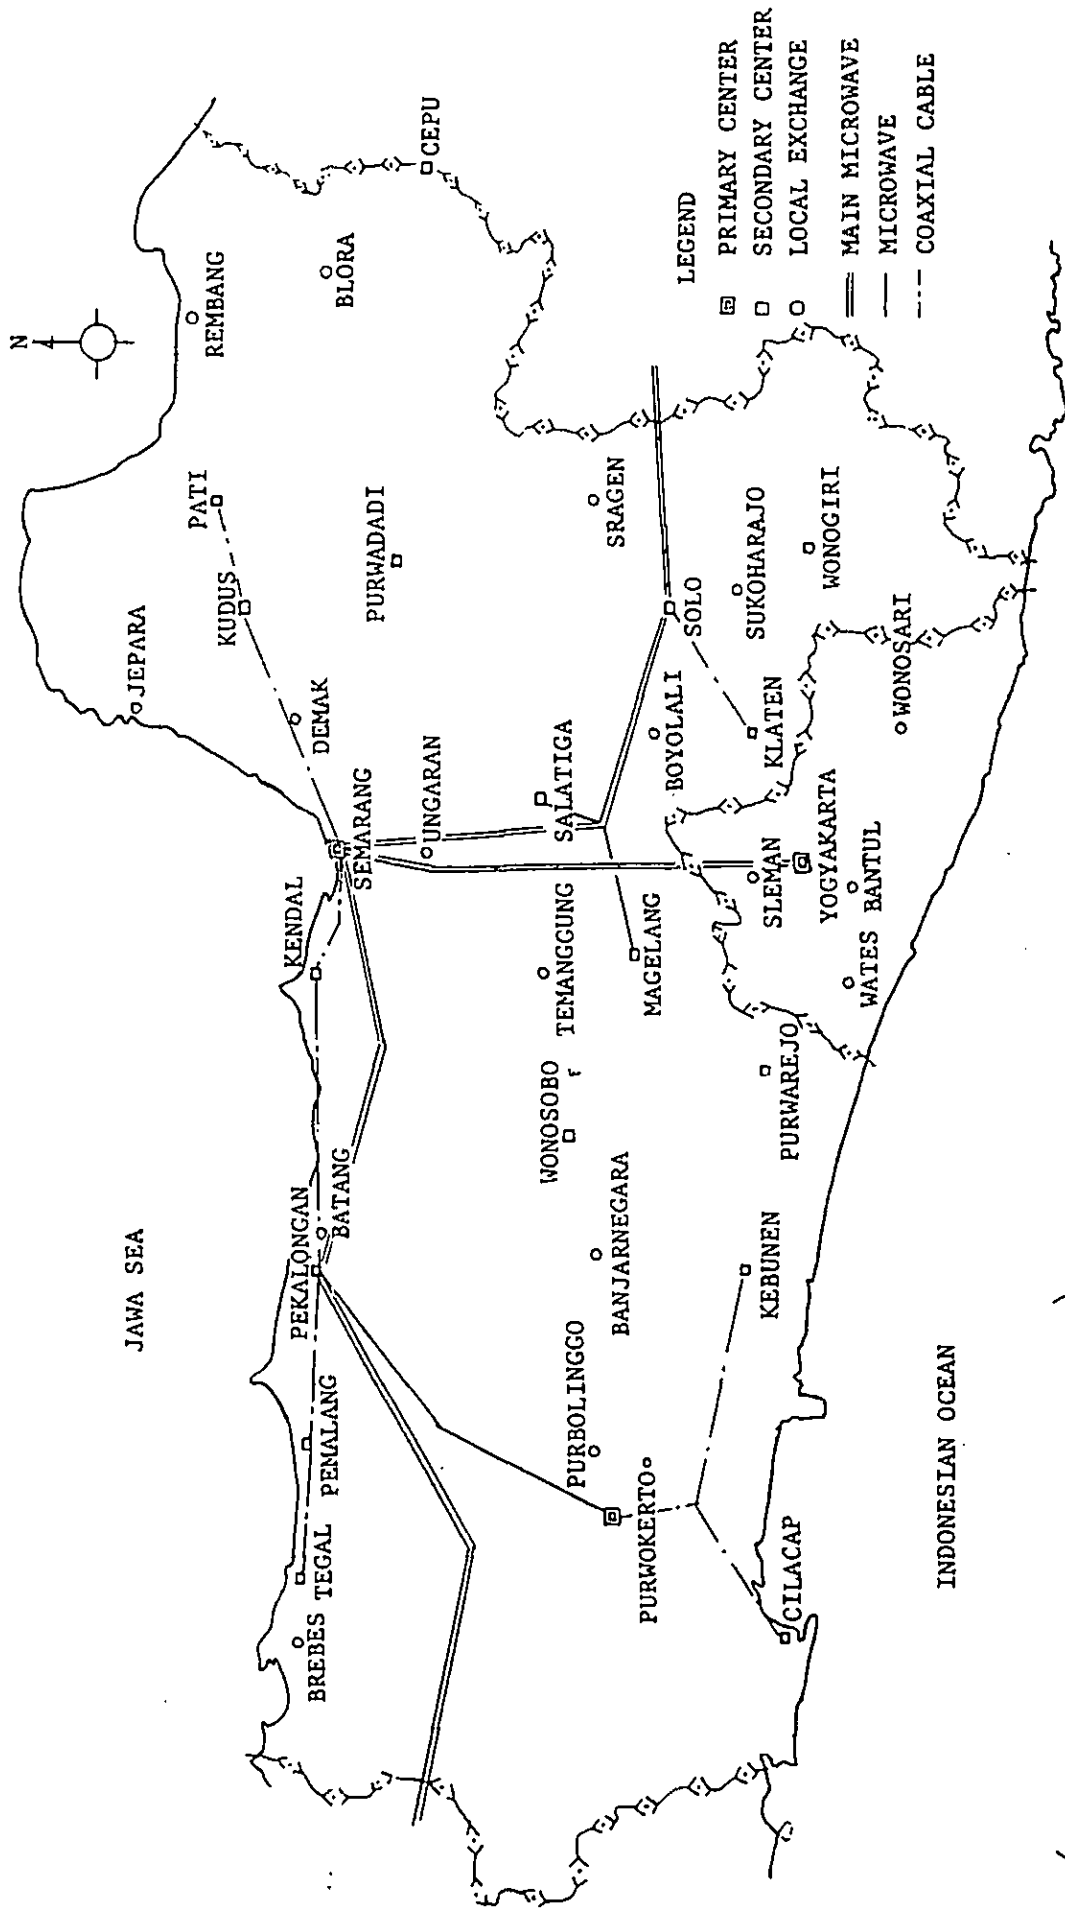 N
JAWA SEA
JEPARA
REMBANG
PATI
KUDUS
DEMAK
BLORA
CEPU
BREBES
TEGAL
PEMALANG
PEKALONGAN
BATANG
KENDAL
SEMARANG
UNGARAN
PURWADADI
SALATIGA
SRAGEN
SOLO
BOYOLALI
SUKOHARAJO
WONOGIRI
KLATEN
WONOSARI
WONOSOBO
TEMANGGUNG
MAGELANG
SLEMAN
YOGYAKARTA
BANTUL
WATES
PURWAREJO
BANJARNEGARA
PURBOLINGGO
PURWOKERTO
KEBUNEN
CILACAP
INDONESIAN OCEAN
LEGEND
PRIMARY CENTER
SECONDARY CENTER
LOCAL EXCHANGE
MAIN MICROWAVE
MICROWAVE
COAXIAL CABLE